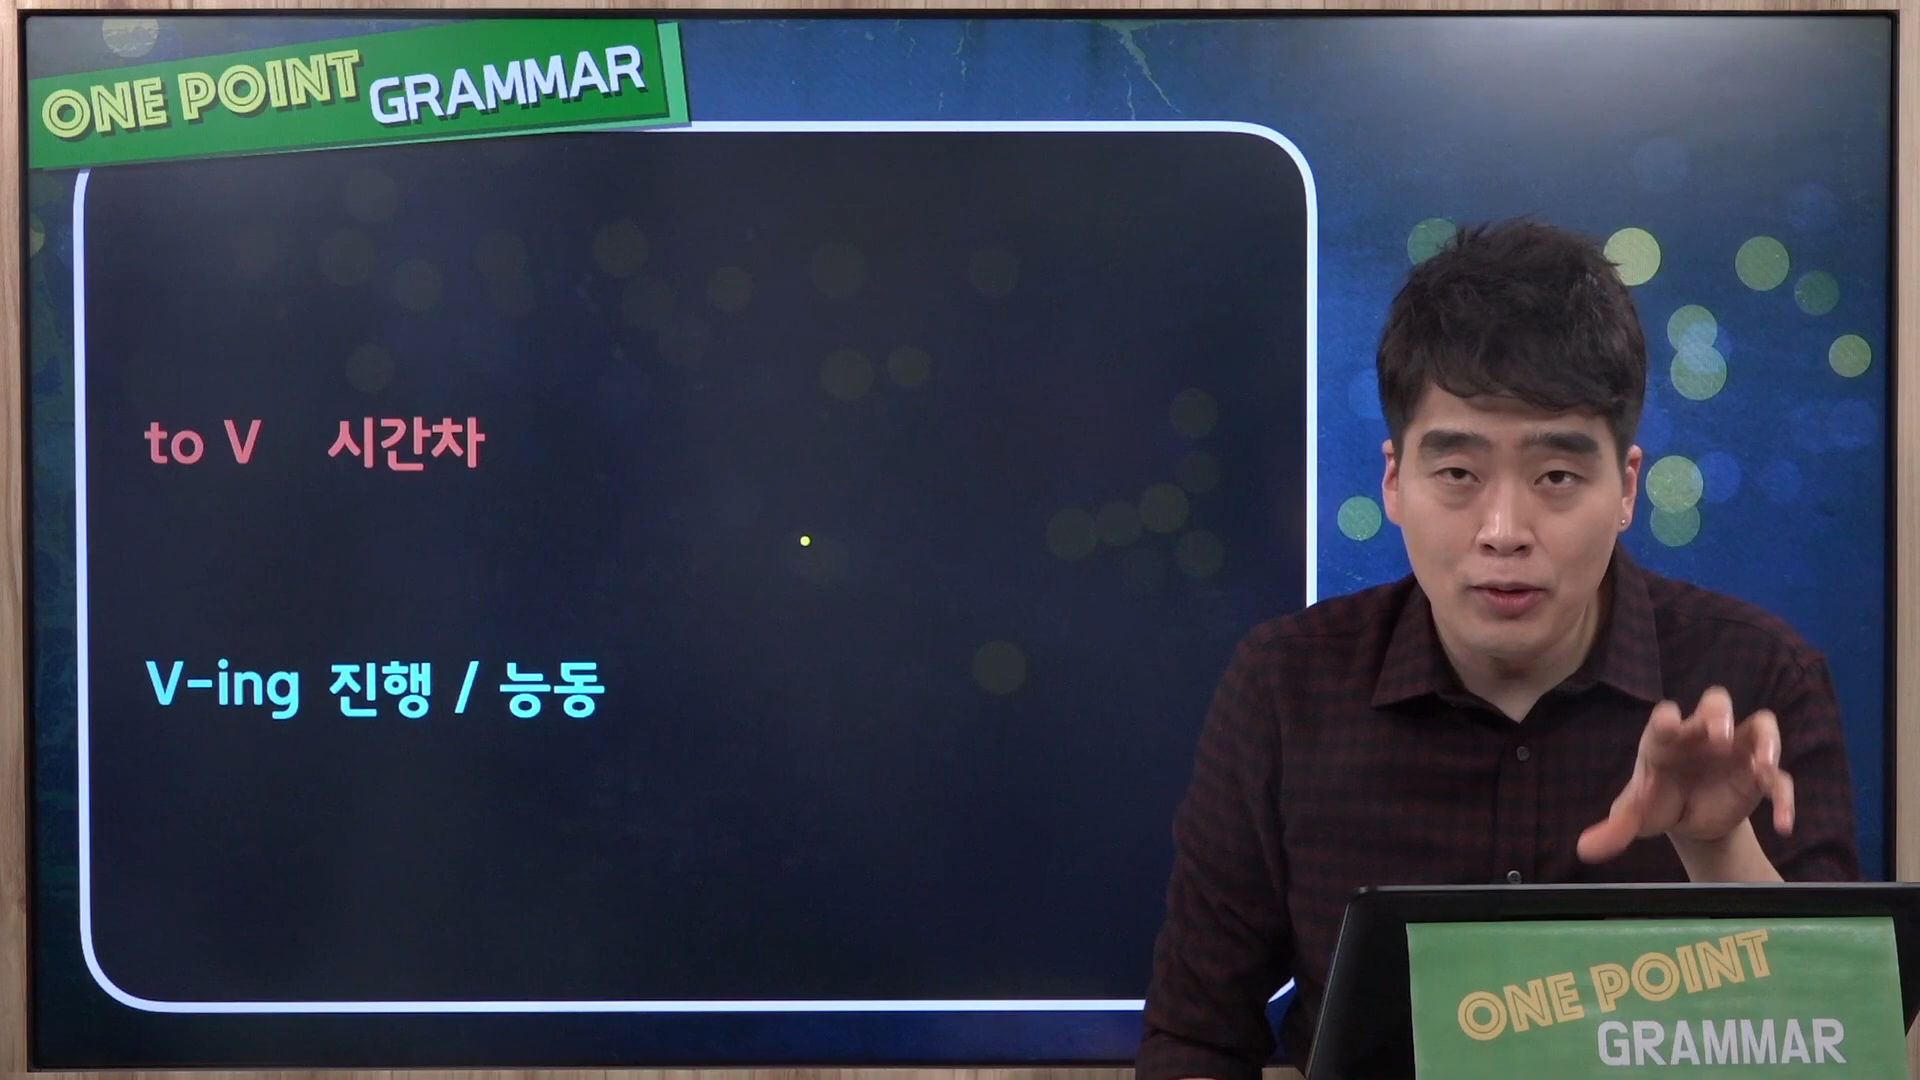 ONE POINT GRAMMAR
to V 시간차
V-ing 진행 / 능동
ONE POINT
GRAMMAR